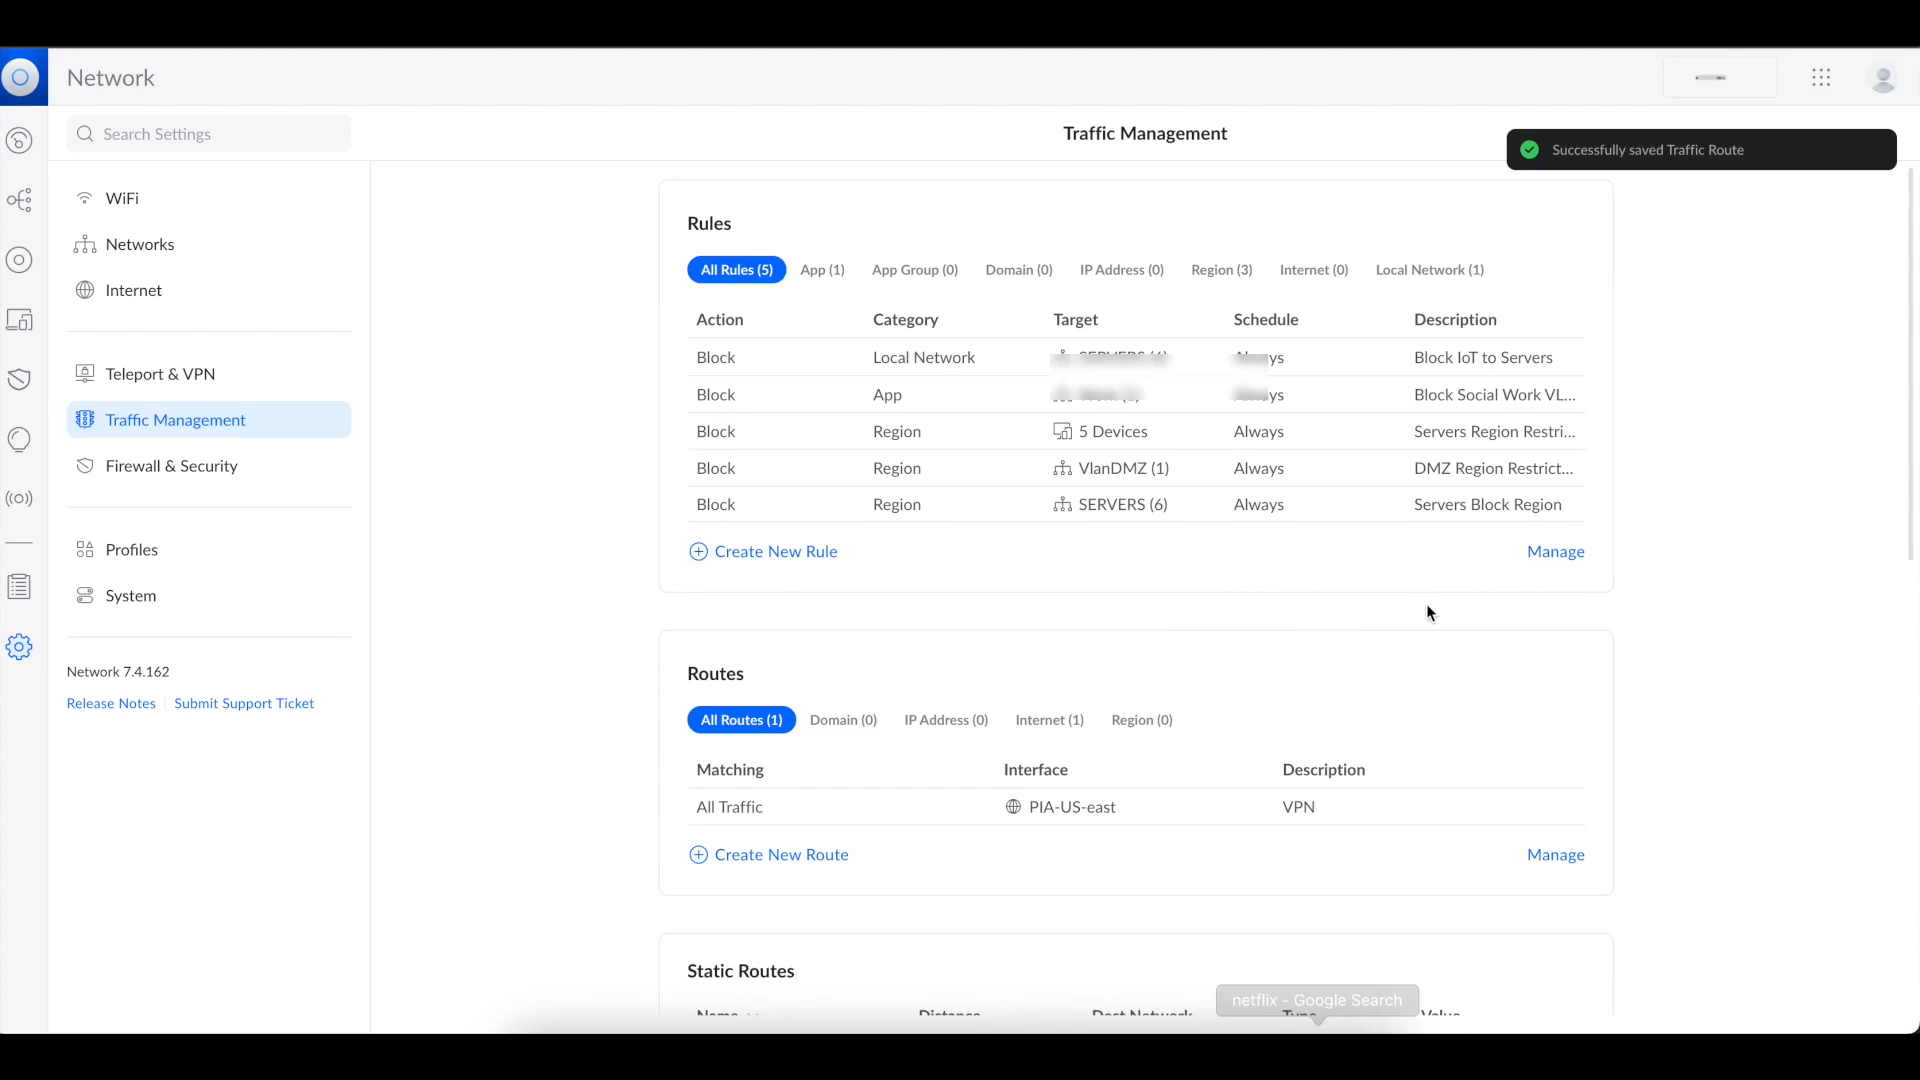 Network
Search Settings
Traffic Management
Successfully saved Traffic Route
WiFi
Networks
Internet
Teleport & VPN
Traffic Management
Firewall & Security
Profiles
System
Network 7.4.162
Release Notes Submit Support Ticket
Rules
All Rules (5) App (1) App Group (0) Domain (0) IP Address (0) Region (3) Internet (0) Local Network (1)
Action Category Target Schedule Description
Block Local Network Block IoT to Servers
Block App Block Social Work VL...
Block Region 5 Devices Always Servers Region Restri...
Block Region VlanDMZ (1) Always DMZ Region Restrict...
Block Region SERVERS (6) Always Servers Block Region
Create New Rule Manage
Routes
All Routes (1) Domain (0) IP Address (0) Internet (1) Region (0)
Matching Interface Description
All Traffic PIA-US-east VPN
Create New Route Manage
Static Routes
netflix - Google Search
Name Distance Dest Network Type Value